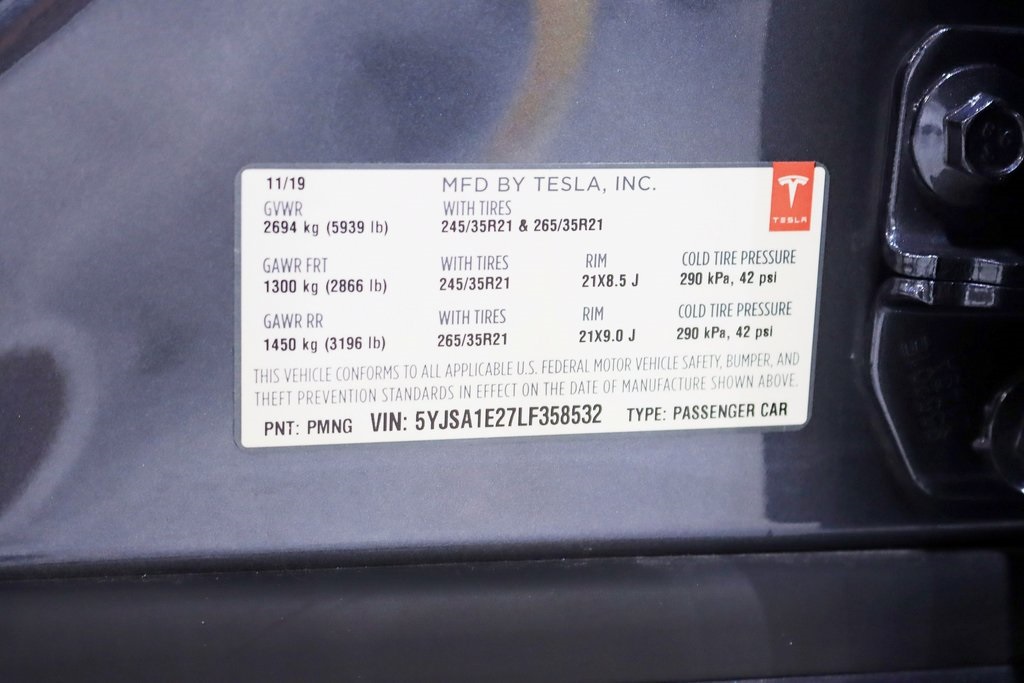 11/19 MFD BY TESLA, INC.
TESLA
GVWR WITH TIRES
2694 kg (5939 lb) 245/35R21 & 265/35R21
GAWR FRT WITH TIRES RIM COLD TIRE PRESSURE
1300 kg (2866 lb) 245/35R21 21X8.5 J 290 kPa, 42 psi
GAWR RR WITH TIRES RIM COLD TIRE PRESSURE
1450 kg (3196 lb) 265/35R21 21X9.0 J 290 kPa, 42 psi
THIS VEHICLE CONFORMS TO ALL APPLICABLE U.S. FEDERAL MOTOR VEHICLE SAFETY, BUMPER, AND
THEFT PREVENTION STANDARDS IN EFFECT ON THE DATE OF MANUFACTURE SHOWN ABOVE.
PNT: PMNG VIN: 5YJSA1E27LF358532 TYPE: PASSENGER CAR